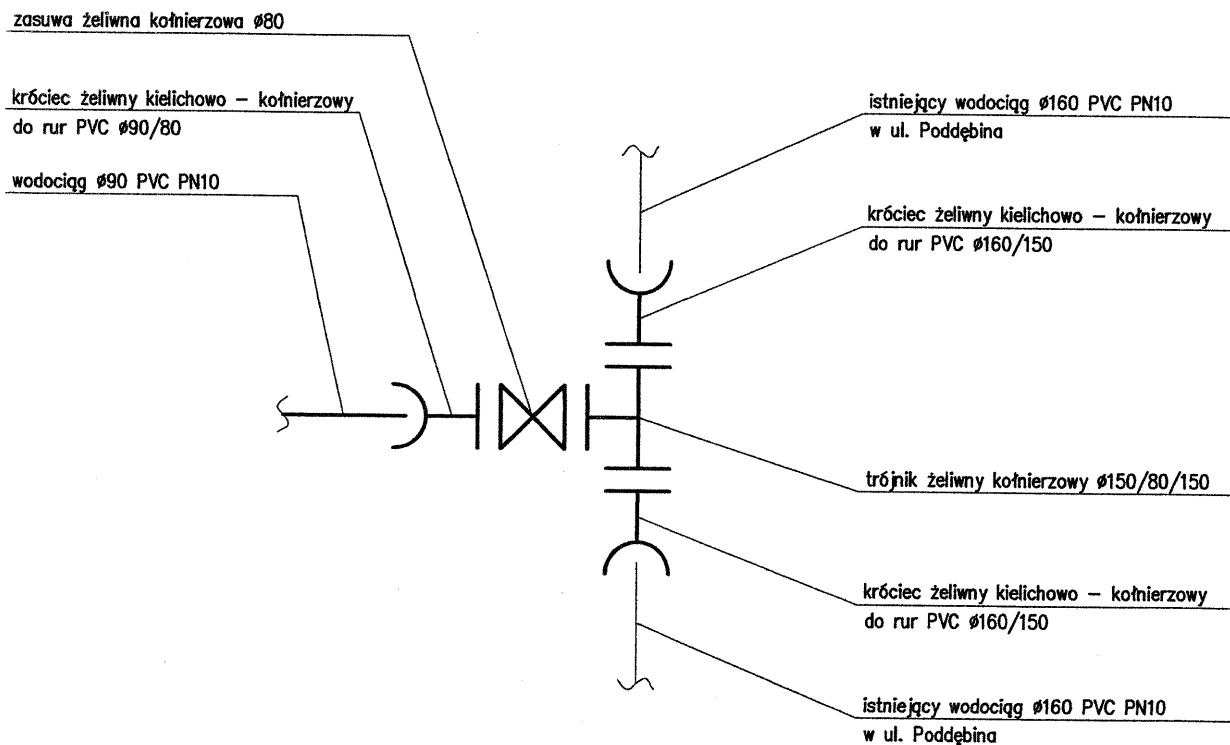 zasuwa żeliwna kołnierzowa ø80
króciec żeliwny kielichowo – kołnierzowy
do rur PVC ø90/80
wodociąg ø90 PVC PN10
istniejący wodociąg ø160 PVC PN10
w ul. Poddębina
króciec żeliwny kielichowo – kołnierzowy
do rur PVC ø160/150
trójnik żeliwny kołnierzowy ø150/80/150
króciec żeliwny kielichowo – kołnierzowy
do rur PVC ø160/150
istniejący wodociąg ø160 PVC PN10
w ul. Poddębina